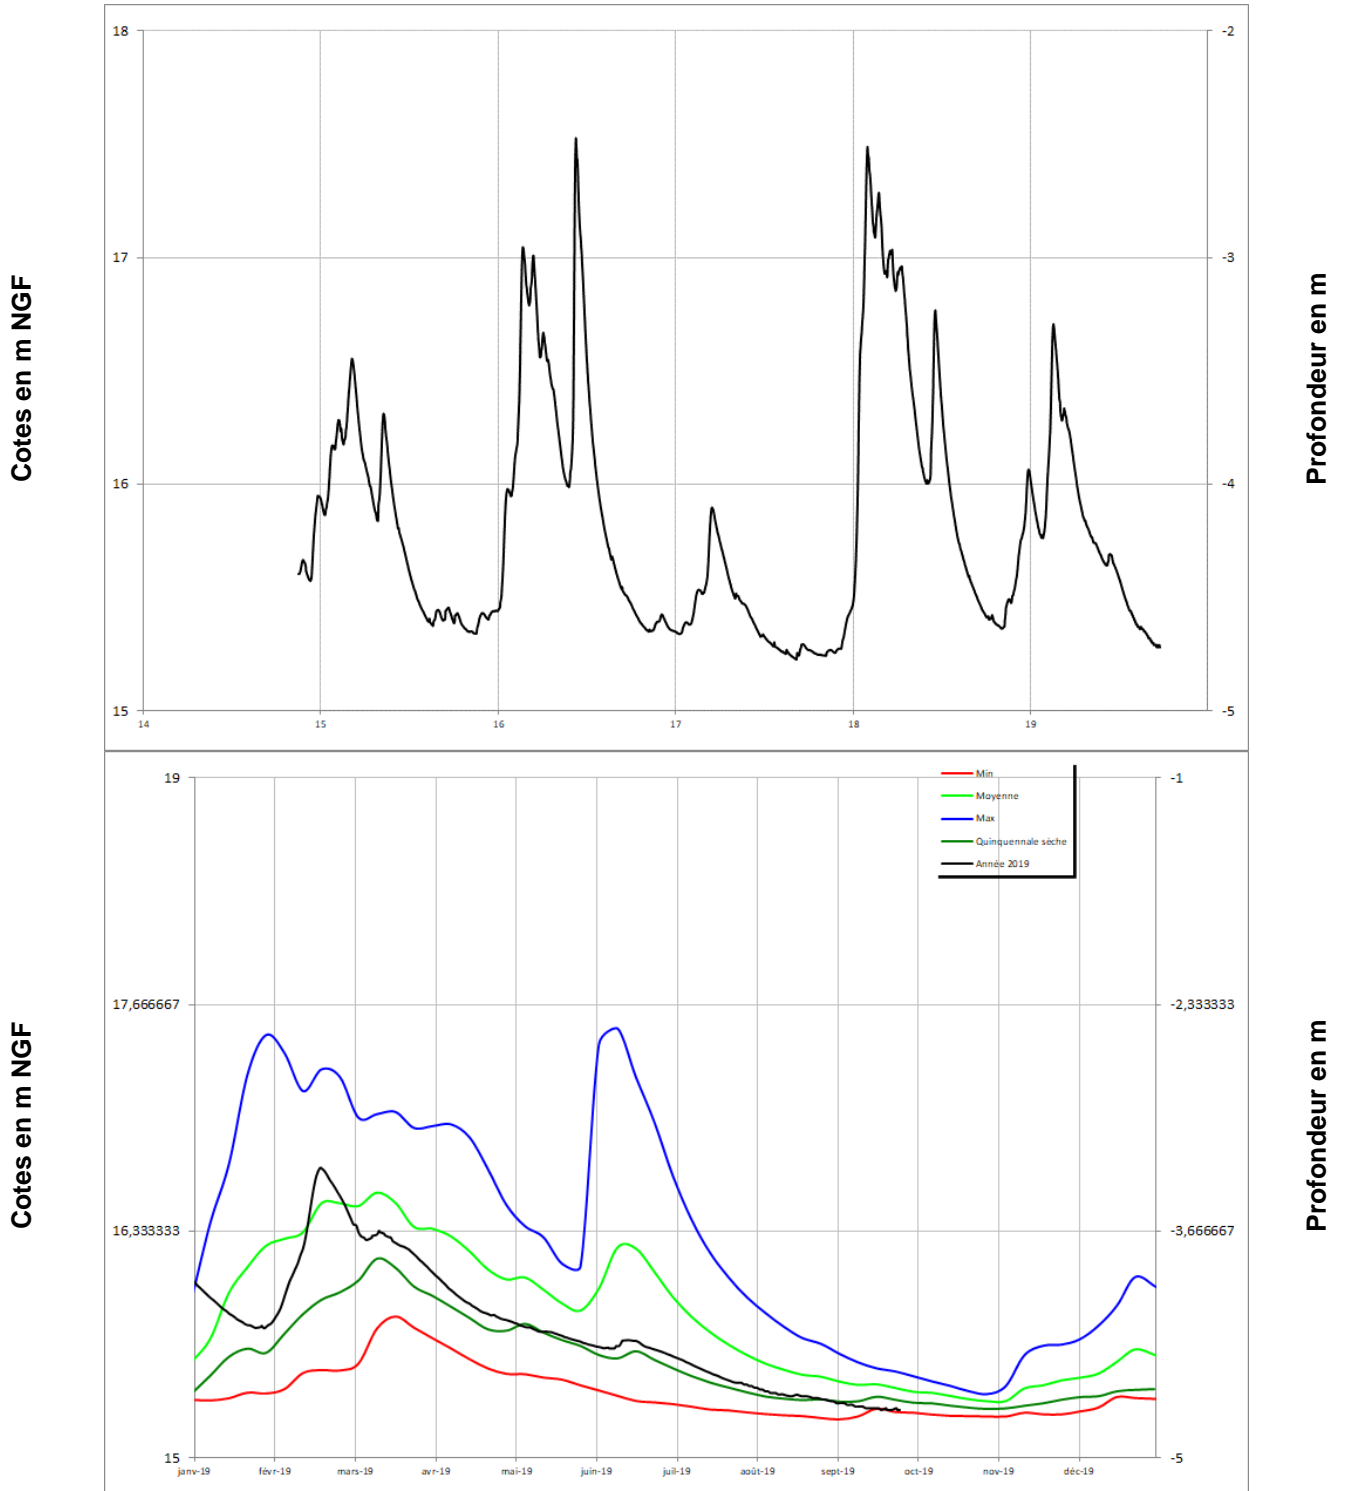 18
-2
Cotes en m NGF
17
-3
Profondeur en m
16
-4
15
-5
14
15
16
17
18
19
19
-1
Min
Moyenne
Max
Quinquennale sèche
Année 2019
17,666667
-2,333333
Cotes en m NGF
Profondeur en m
16,333333
-3,666667
15
-5
janv-19
févr-19
mars-19
avr-19
mai-19
juin-19
juil-19
août-19
sept-19
oct-19
nov-19
déc-19